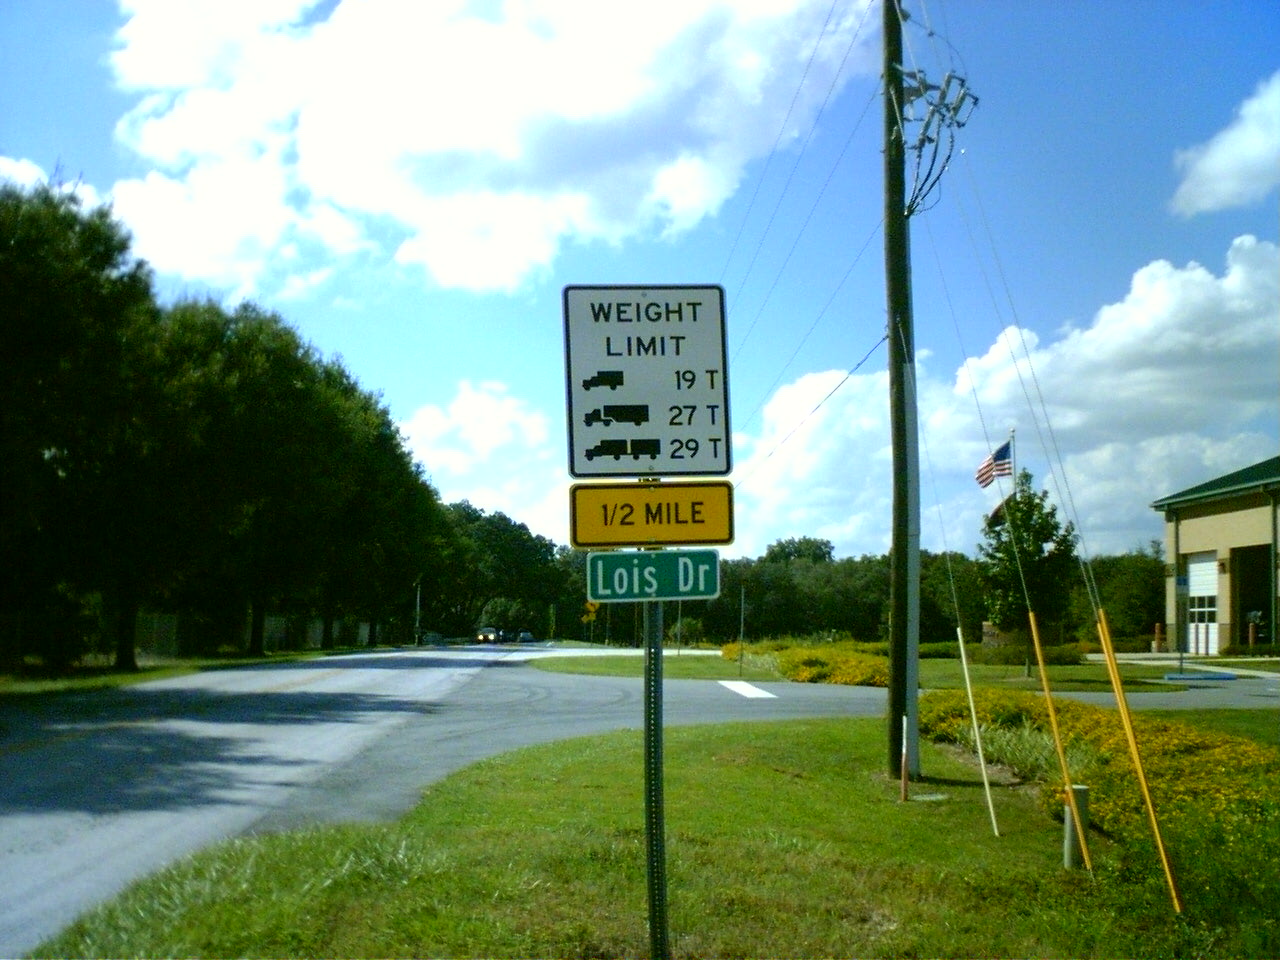 WEIGHT
LIMIT
19 T
27 T
29 T
1/2 MILE
Lois Dr